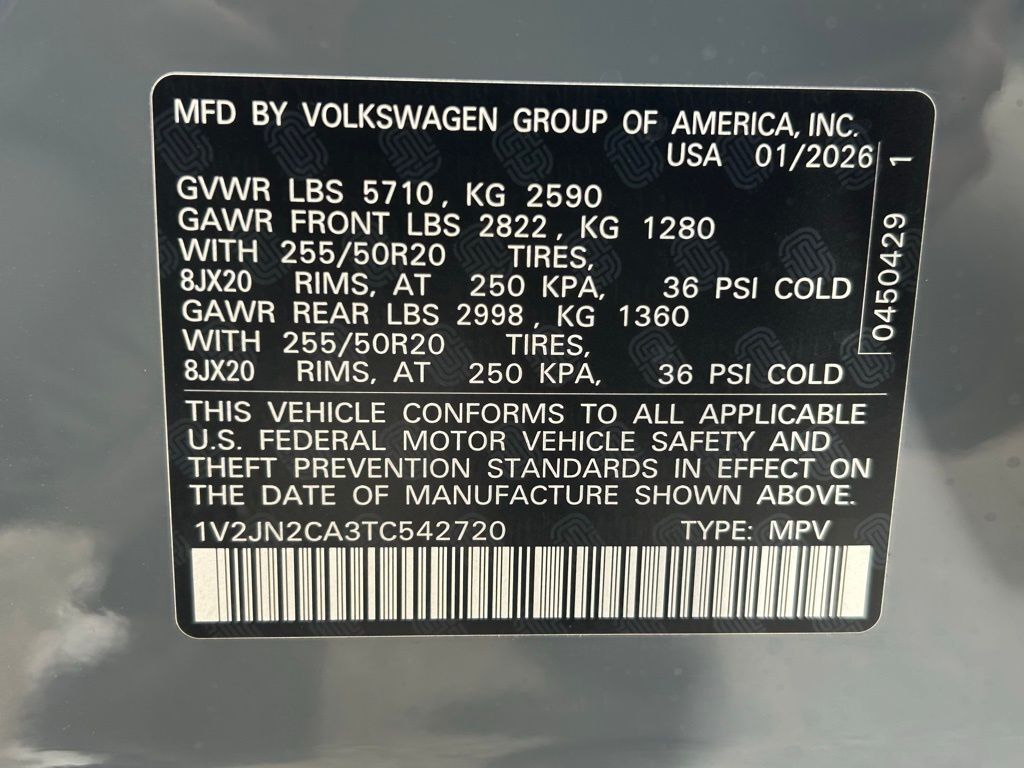 MFD BY VOLKSWAGEN GROUP OF AMERICA, INC.
USA 01/2026
GVWR LBS 5710, KG 2590
GAWR FRONT LBS 2822, KG 1280
WITH 255/50R20 TIRES,
8JX20 RIMS, AT 250 KPA, 36 PSI COLD
GAWR REAR LBS 2998, KG 1360
WITH 255/50R20 TIRES,
8JX20 RIMS, AT 250 KPA, 36 PSI COLD
0450429 1
THIS VEHICLE CONFORMS TO ALL APPLICABLE
U.S. FEDERAL MOTOR VEHICLE SAFETY AND
THEFT PREVENTION STANDARDS IN EFFECT ON
THE DATE OF MANUFACTURE SHOWN ABOVE.
1V2JN2CA3TC542720 TYPE: MPV